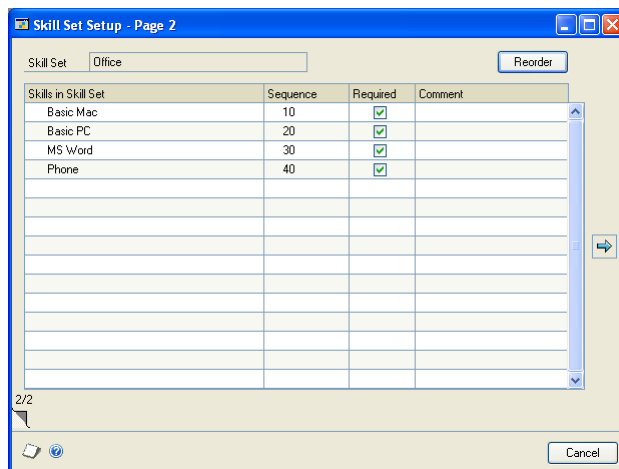 Skill Set Setup - Page 2
Skill Set Office Reorder
Skills in Skill Set Sequence Required Comment
Basic Mac 10
Basic PC 20
MS Word 30
Phone 40
2/2
Cancel